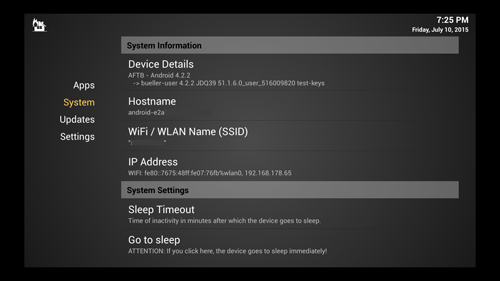 7:25 PM
Friday, July 10, 2015
System Information
Device Details
AFTB - Android 4.2.2
-> bueller-user 4.2.2 JDQ39 51.1.6.0_user_516009820 test-keys
Apps
System
Updates
Settings
Hostname
android-e2a
WiFi / WLAN Name (SSID)
IP Address
WIFI: fe80::7675:48ff:fe07:76fb%wlan0, 192.168.178.65
System Settings
Sleep Timeout
Time of inactivity in minutes after which the device goes to sleep.
Go to sleep
ATTENTION: If you click here, the device goes to sleep immediately!